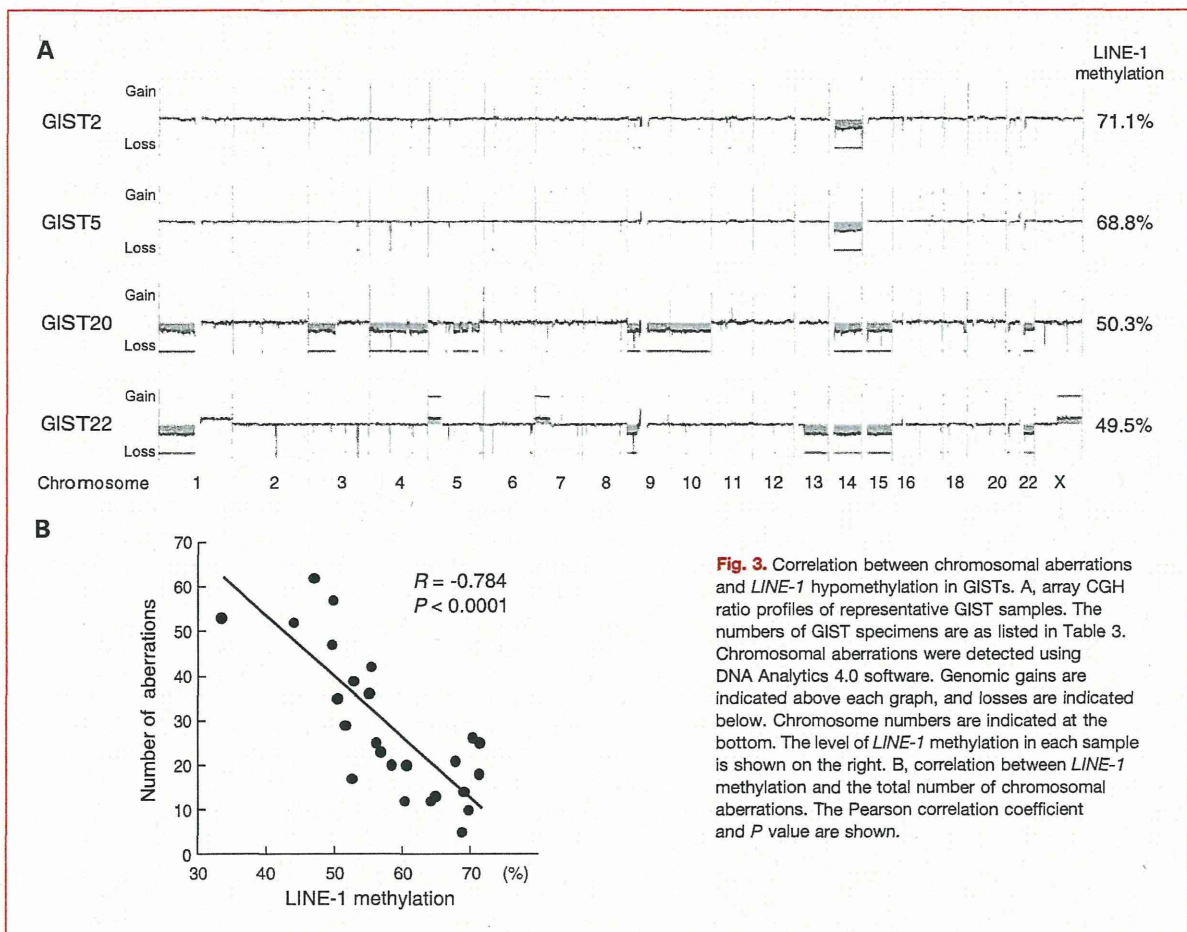 A
LINE-1
methylation
Gain
GIST2
Loss
71.1%
Gain
GIST5
Loss
68.8%
Gain
GIST20
Loss
50.3%
Gain
GIST22
Loss
49.5%
Chromosome 1 2 3 4 5 6 7 8 9 10 11 12 13 14 15 16 18 20 22 X
B
70
60
50
40
30
20
10
0
Number of aberrations
R = -0.784
P < 0.0001
30 40 50 60 70 (%)
LINE-1 methylation
Fig. 3. Correlation between chromosomal aberrations
and LINE-1 hypomethylation in GISTs. A, array CGH
ratio profiles of representative GIST samples. The
numbers of GIST specimens are as listed in Table 3.
Chromosomal aberrations were detected using
DNA Analytics 4.0 software. Genomic gains are
indicated above each graph, and losses are indicated
below. Chromosome numbers are indicated at the
bottom. The level of LINE-1 methylation in each sample
is shown on the right. B, correlation between LINE-1
methylation and the total number of chromosomal
aberrations. The Pearson correlation coefficient
and P value are shown.